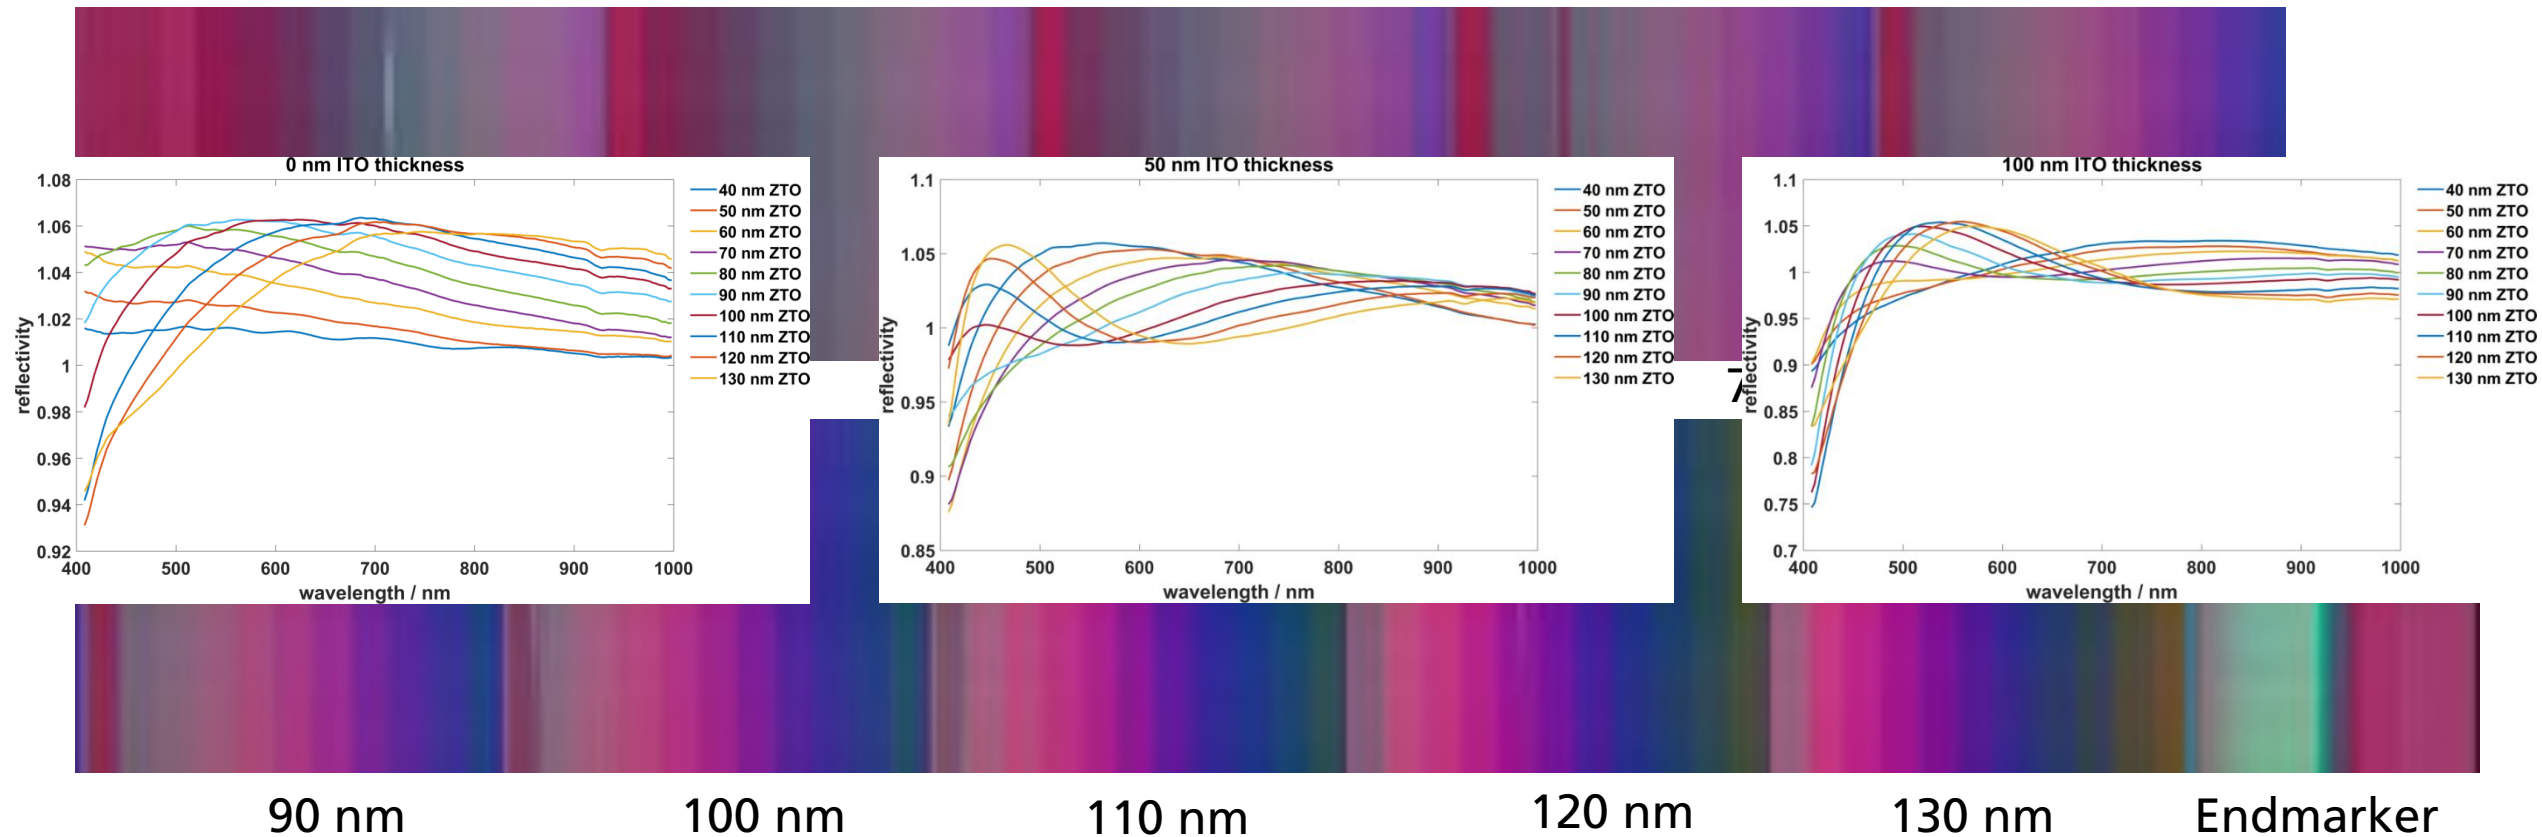 0 nm ITO thickness
1.08
1.06
1.04
1.02
1
0.98
0.96
0.94
0.92
reflectivity
400 500 600 700 800 900 1000
wavelength / nm
40 nm ZTO
50 nm ZTO
60 nm ZTO
70 nm ZTO
80 nm ZTO
90 nm ZTO
100 nm ZTO
110 nm ZTO
120 nm ZTO
130 nm ZTO
50 nm ITO thickness
1.1
1.05
1
0.95
0.9
0.85
reflectivity
400 500 600 700 800 900 1000
wavelength / nm
40 nm ZTO
50 nm ZTO
60 nm ZTO
70 nm ZTO
80 nm ZTO
90 nm ZTO
100 nm ZTO
110 nm ZTO
120 nm ZTO
130 nm ZTO
100 nm ITO thickness
1.1
1.05
1
0.95
0.9
0.85
0.8
0.75
0.7
reflectivity
400 500 600 700 800 900 1000
wavelength / nm
40 nm ZTO
50 nm ZTO
60 nm ZTO
70 nm ZTO
80 nm ZTO
90 nm ZTO
100 nm ZTO
110 nm ZTO
120 nm ZTO
130 nm ZTO
90 nm 100 nm 110 nm 120 nm 130 nm Endmarker